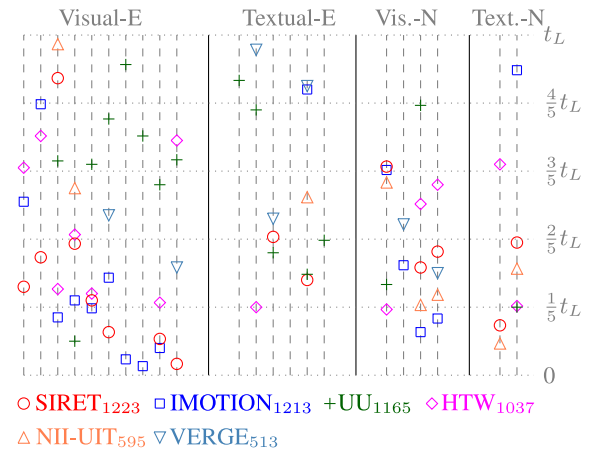 Visual-E Textual-E Vis.-N Text.-N
t_L
4/5 t_L
3/5 t_L
2/5 t_L
1/5 t_L
0
SIRET1223 IMOTION1213 UU1165 HTW1037
NII-UIT595 VERGE513